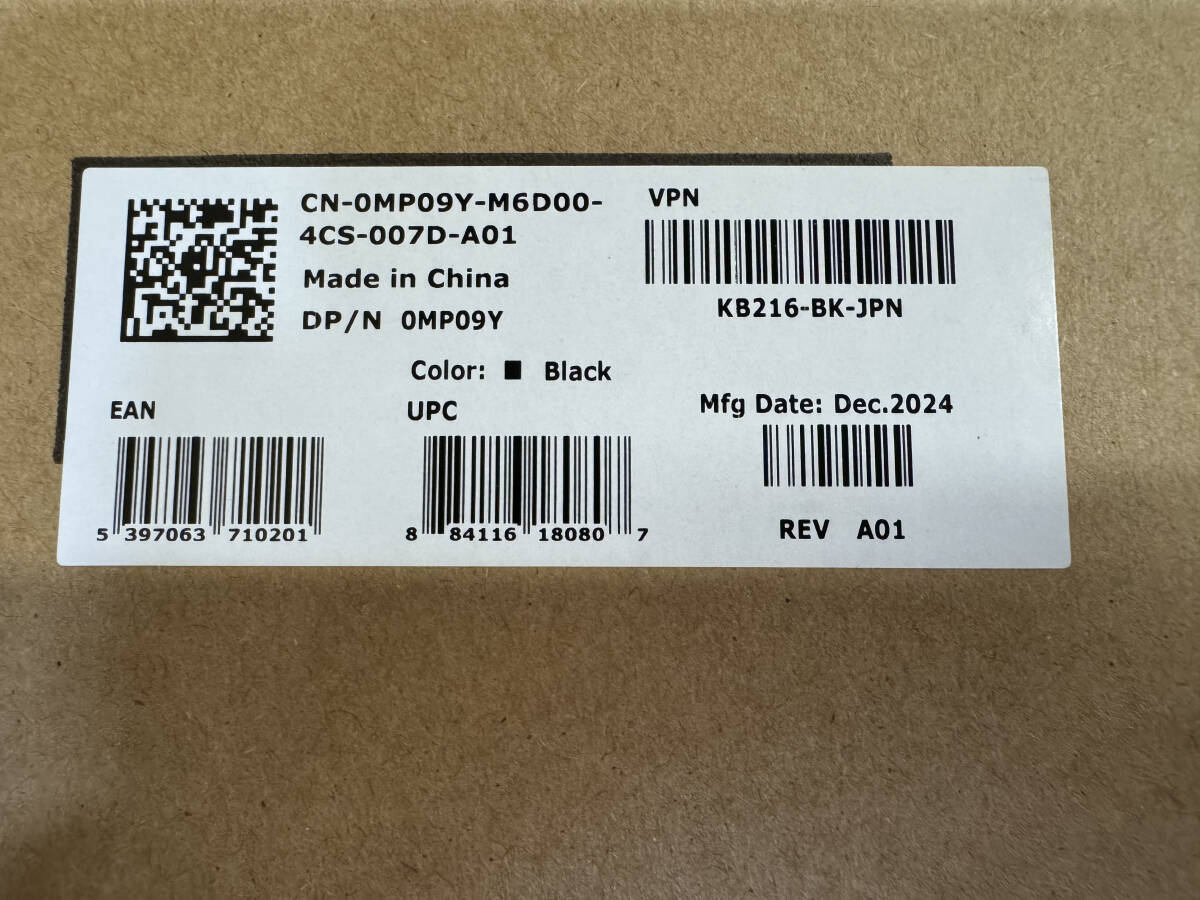 CN-0MP09Y-M6D00-
4CS-007D-A01
Made in China
DP/N 0MP09Y
VPN
KB216-BK-JPN
Color: ■ Black
EAN
5 397063 710201
UPC
8 84116 18080 7
Mfg Date: Dec.2024
REV A01